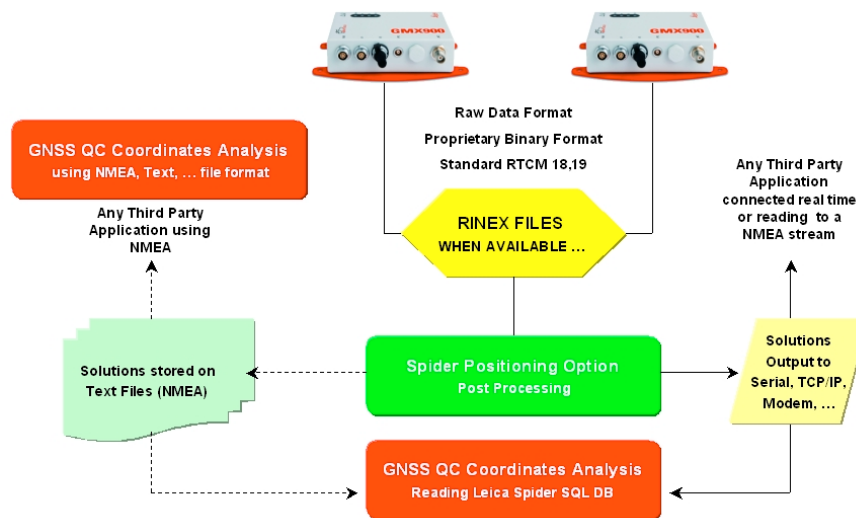 GMX900
GMX900
Raw Data Format
Proprietary Binary Format
Standard RTCM 18,19
GNSS QC Coordinates Analysis
using NMEA, Text, ... file format
Any Third Party
Application using
NMEA
RINEX FILES
WHEN AVAILABLE ...
Any Third Party
Application
connected real time
or reading to a
NMEA stream
Solutions stored on
Text Files (NMEA)
Spider Positioning Option
Post Processing
Solutions
Output to
Serial, TCP/IP,
Modem, ...
GNSS QC Coordinates Analysis
Reading Leica Spider SQL DB